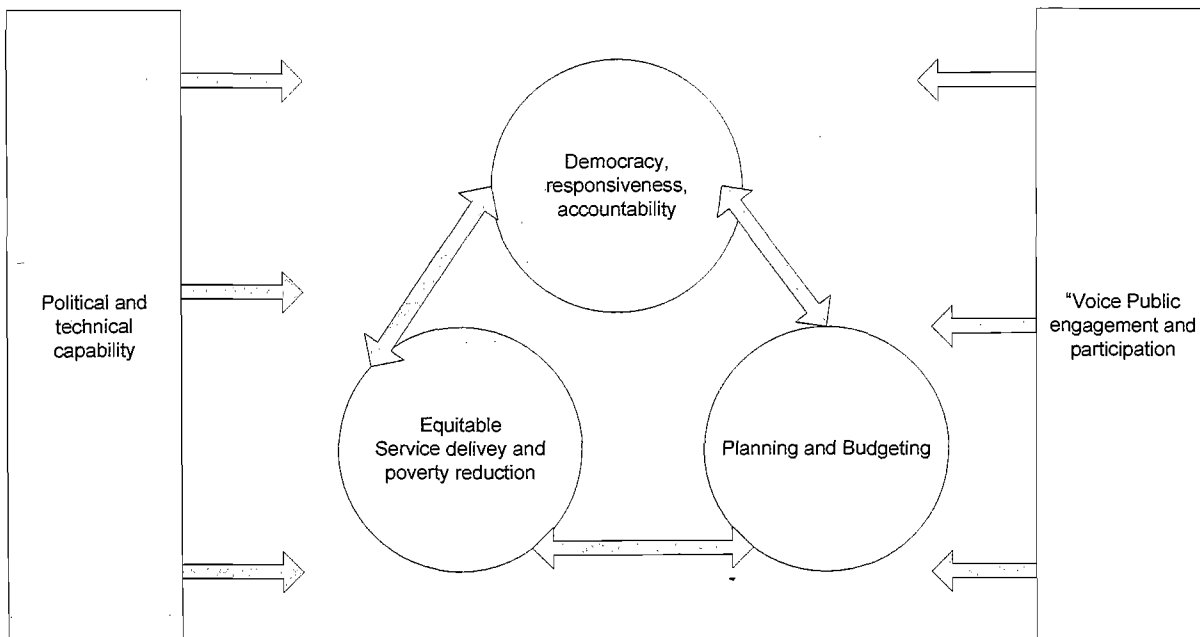 Political and
technical
capability
Democracy,
responsiveness,
accountability
Equitable
Service delivey and
poverty reduction
Planning and Budgeting
“Voice Public
engagement and
participation